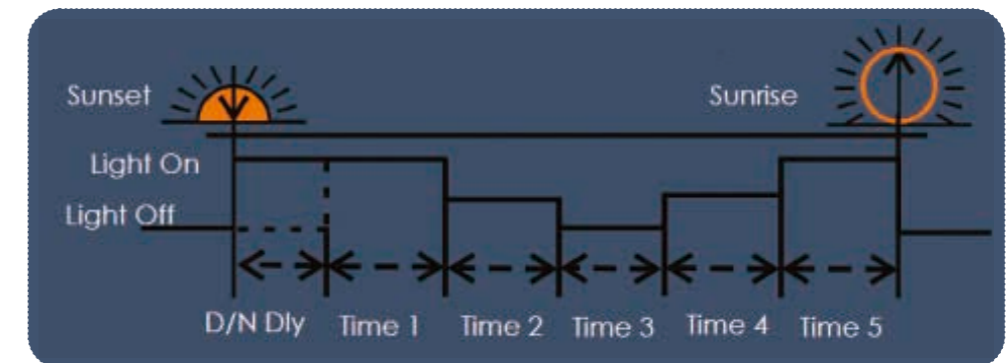 Sunset
Sunrise
Light On
Light Off
D/N Dly Time 1 Time 2 Time 3 Time 4 Time 5